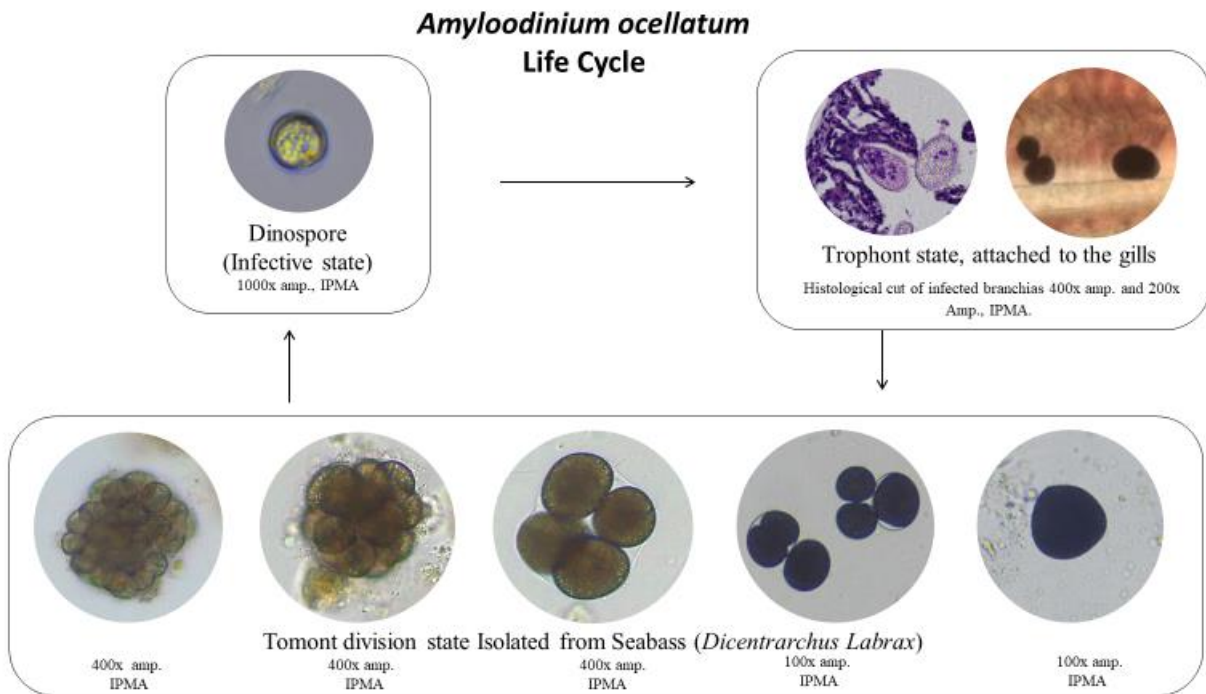 Amyloodinium ocellatum
Life Cycle
Dinospore
(Infective state)
1000x amp., IPMA
Trophont state, attached to the gills
Histological cut of infected branchias 400x amp. and 200x
Amp., IPMA.
Tomont division state Isolated from Seabass (Dicentrarchus Labrax)
400x amp.
IPMA
400x amp.
IPMA
400x amp.
IPMA
100x amp.
IPMA
100x amp.
IPMA